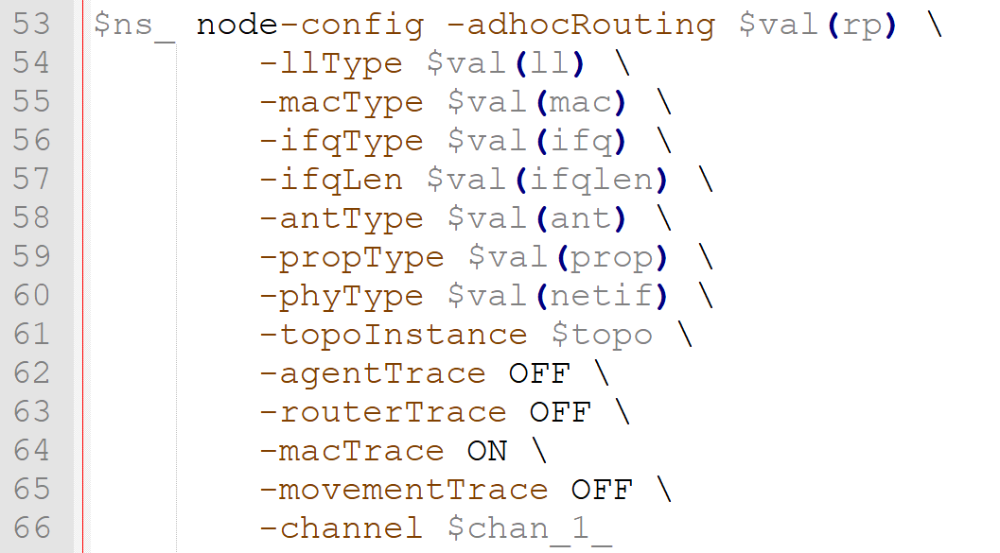 53 $ns_ node-config -adhocRouting $val(rp) \
54 -llType $val(ll) \
55 -macType $val(mac) \
56 -ifqType $val(ifq) \
57 -ifqLen $val(ifqlen) \
58 -antType $val(ant) \
59 -propType $val(prop) \
60 -phyType $val(netif) \
61 -topoInstance $topo \
62 -agentTrace OFF \
63 -routerTrace OFF \
64 -macTrace ON \
65 -movementTrace OFF \
66 -channel $chan_1_